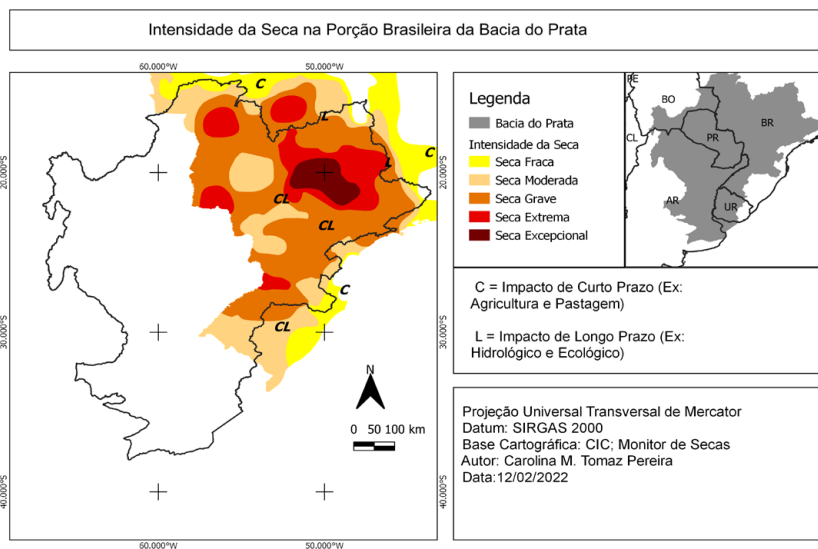 Intensidade da Seca na Porção Brasileira da Bacia do Prata
60.000°W
50.000°W
20.000°S
30.000°S
40.000°S
C
L
C
L
CL
CL
C
CL
N
0 50 100 km
20.000°S
30.000°S
40.000°S
60.000°W
50.000°W
Legenda
Bacia do Prata
Intensidade da Seca
Seca Fraca
Seca Moderada
Seca Grave
Seca Extrema
Seca Excepcional
PE
BO
BR
CL
PR
AR
UR
C = Impacto de Curto Prazo (Ex:
Agricultura e Pastagem)
L = Impacto de Longo Prazo (Ex:
Hidrológico e Ecológico)
Projeção Universal Transversal de Mercator
Datum: SIRGAS 2000
Base Cartográfica: CIC; Monitor de Secas
Autor: Carolina M. Tomaz Pereira
Data:12/02/2022